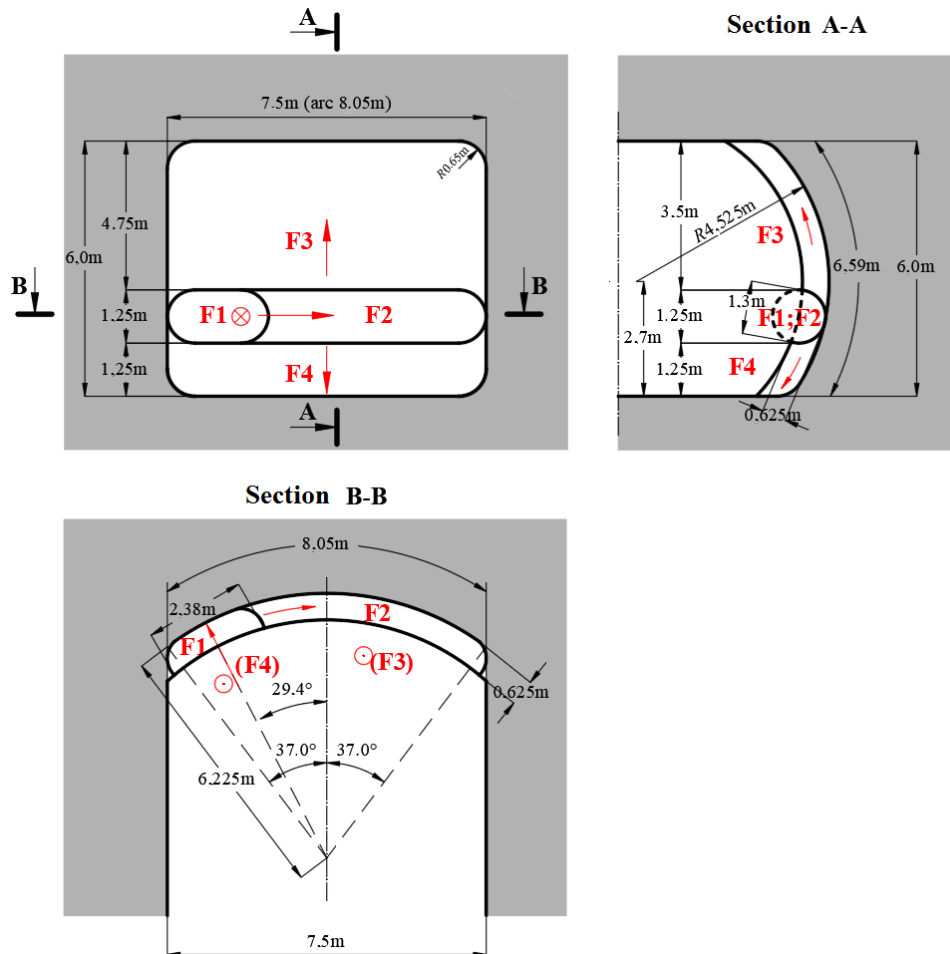 A
Section A-A
7.5m (arc 8.05m)
R0.65m
4.75m
6,0m
F3
B
B
1.25m
F1
F2
1,25m
F4
A
3.5m
R4,525m
F3
6,59m
6.0m
1,3m
1.25m
F1;F2
2.7m
F4
1,25m
0,625m
Section B-B
8,05m
2,38m
F2
F1
(F4)
(F3)
29.4°
0,625m
37.0°
37.0°
6,225m
7.5m